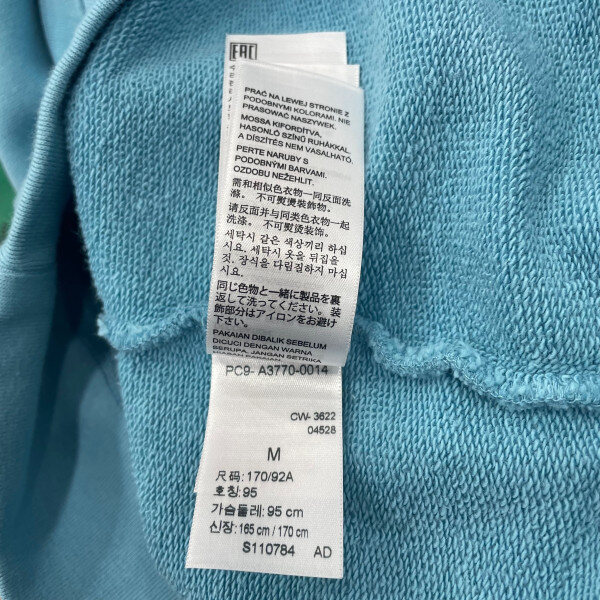 EAC
PRAĆ NA LEWEJ STRONIE Z
PODOBNYMI KOLORAMI. NIE
PRASOWAĆ NASZYWEK.
MOSSA KIFORDÍTVA,
HASONLÓ SZÍNŰ RUHÁKKAL.
A DÍSZÍTÉS NEM VASALHATÓ.
PERTE NARUBY S
PODOBNÝMI BARVAMI.
OZDOBU NEŽEHLIT.
需和相似色衣物一同反面洗
滌。不可熨燙裝飾物。
请反面并与同类色衣物一起
洗涤。不可熨烫装饰。
세탁시 같은 색상끼리 하십
시요. 세탁시 옷을 뒤집을
것. 장식을 다림질하지 마십
시요.
同じ色物と一緒に製品を裏
返して洗ってください。装
飾部分はアイロンをお避け
下さい。
PAKAIAN DIBALIK SEBELUM
DICUCI DENGAN WARNA
SERUPA, JANGAN SETRIKA
PC9- A3770-0014
CW- 3622
04528
M
尺码: 170/92A
호칭: 95
가슴둘레: 95 cm
신장: 165 cm / 170 cm
S110784 AD